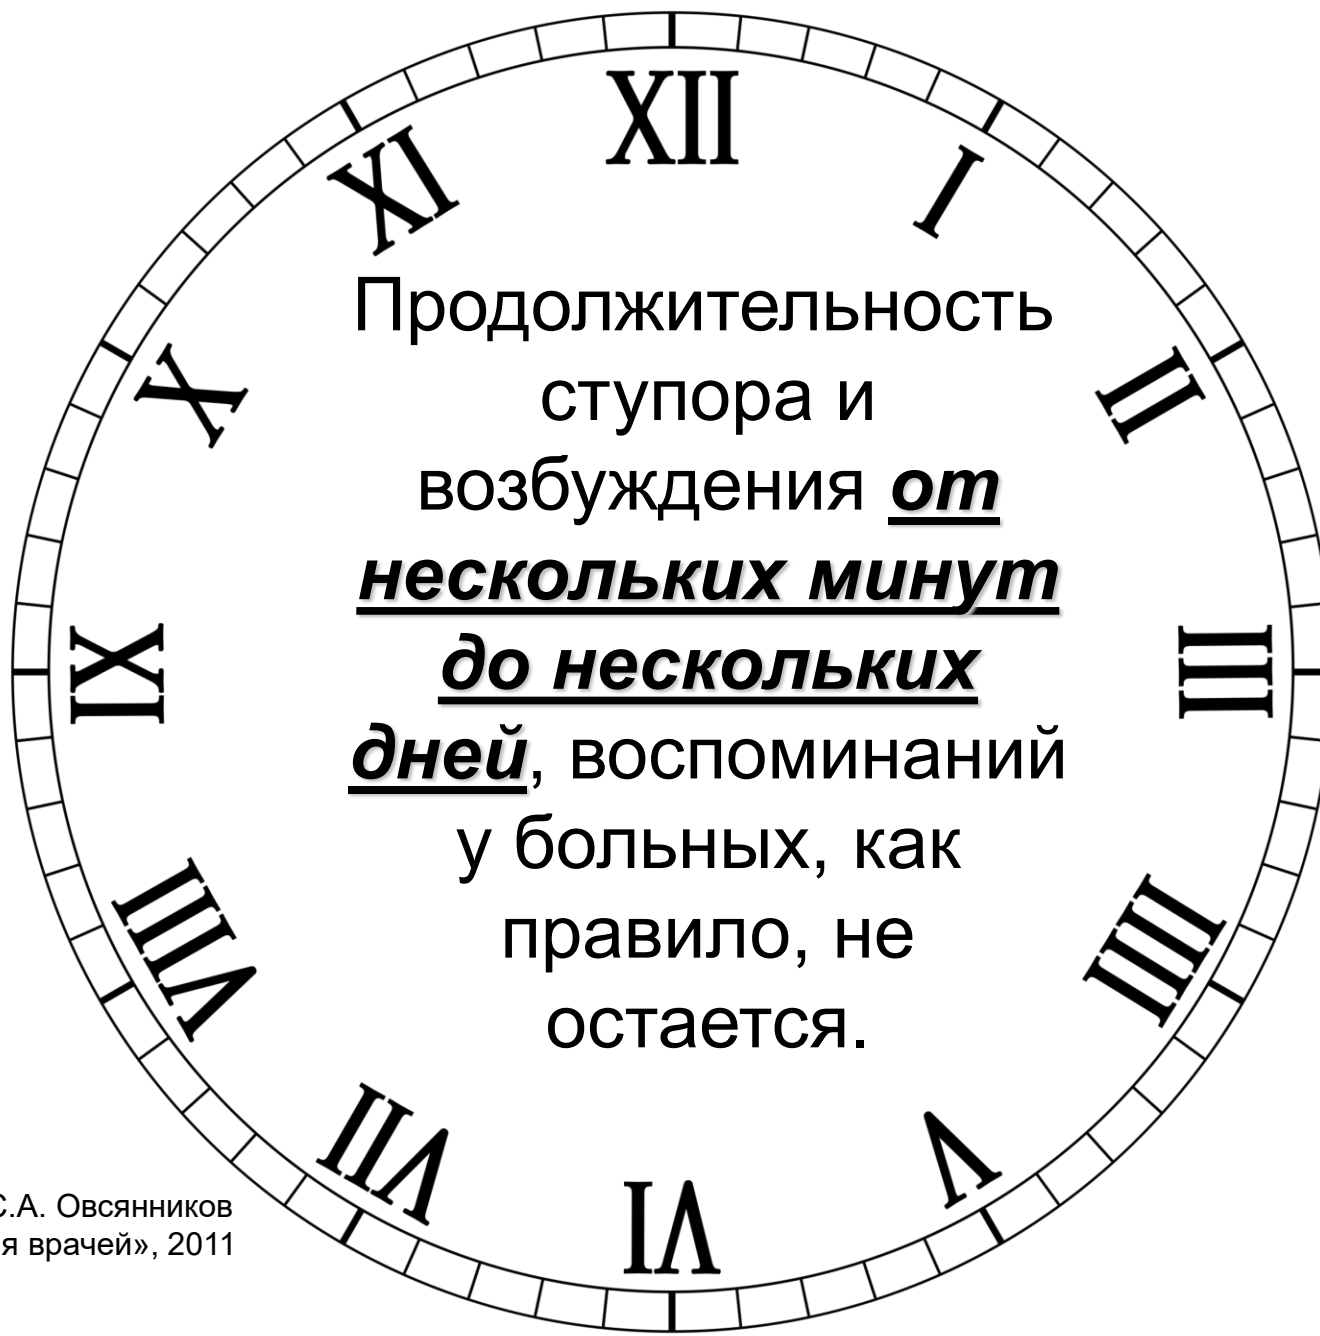 XII
XI
I
Продолжительность
ступора и
X
II
возбуждения от
нескольких минут
до нескольких
IX
III
дней, воспоминаний
у больных, как
VIII
IIII
правило, не
остается.
VII
V
VI
С.А. Овсянников
я врачей», 2011